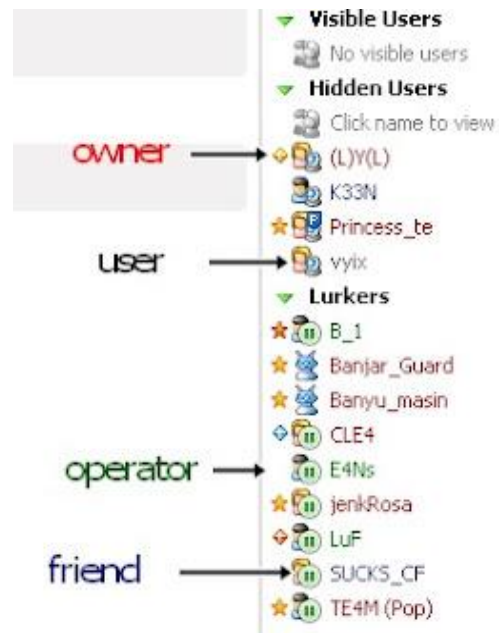 Visible Users
No visible users
Hidden Users
Click name to view
owner (L)Y(L)
K33N
Princess_te
user vyix
Lurkers
B_1
Banjar_Guard
Banyu_masin
CLE4
operator E4Ns
jenkRosa
LuF
friend SUCKS_CF
TE4M (Pop)